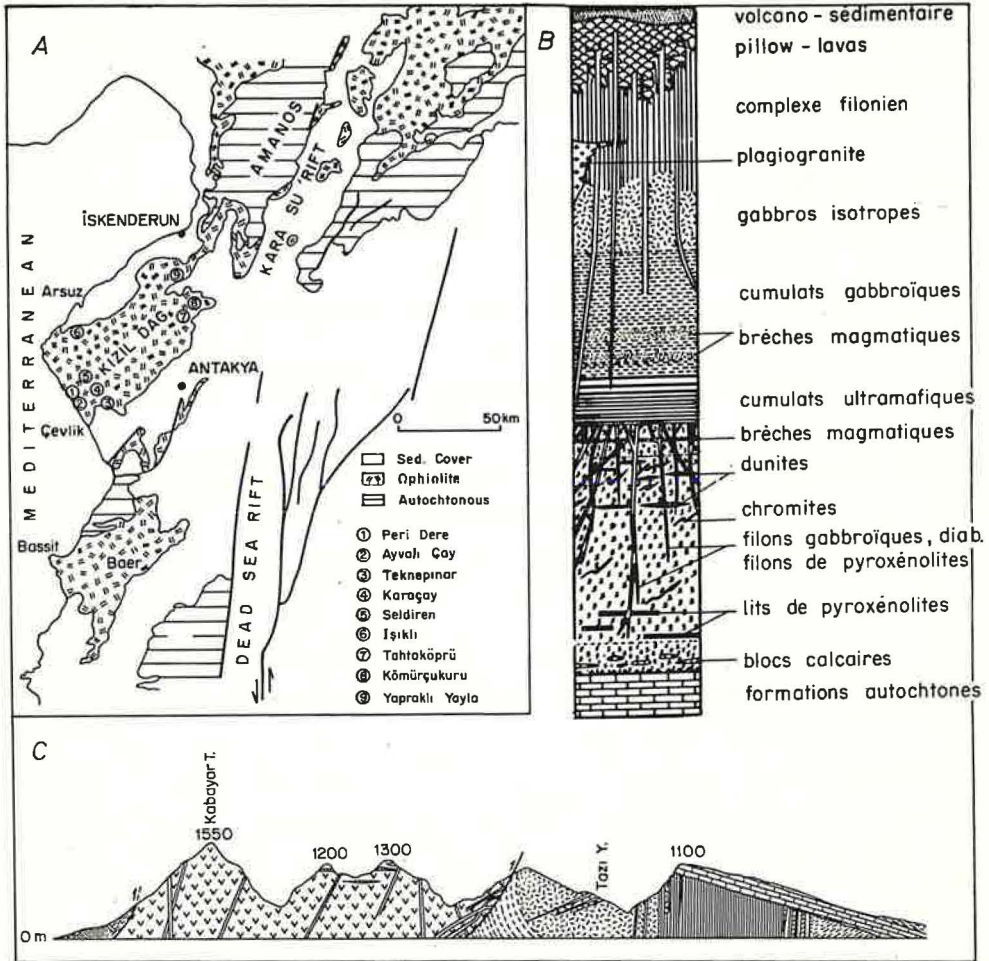 A
AMANOS
KARA SU RIFT
İSKENDERUN
MEDITERRANEAN
Arsuz
KIZIL DAG
ANTAKYA
Çevlik
Bassit
Baer
DEAD SEA RIFT
0 50km
Sed. Cover
Ophiolite
Autochtonous
① Peri Dere
② Ayvalı Çay
③ Teknepınar
④ Karaçay
⑤ Seldiren
⑥ Işıklı
⑦ Tahtaköprü
⑧ Kömürçukuru
⑨ Yapraklı Yayla
B
volcano - sédimentaire
pillow - lavas
complexe filonien
plagiogranite
gabbros isotropes
cumulats gabbroïques
brèches magmatiques
cumulats ultramafiques
brèches magmatiques
dunites
chromites
filons gabbroïques, diab.
filons de pyroxénolites
lits de pyroxénolites
blocs calcaires
formations autochtones
C
Kabayar T.
1550
1200
1300
Tazı Y.
1100
0 m